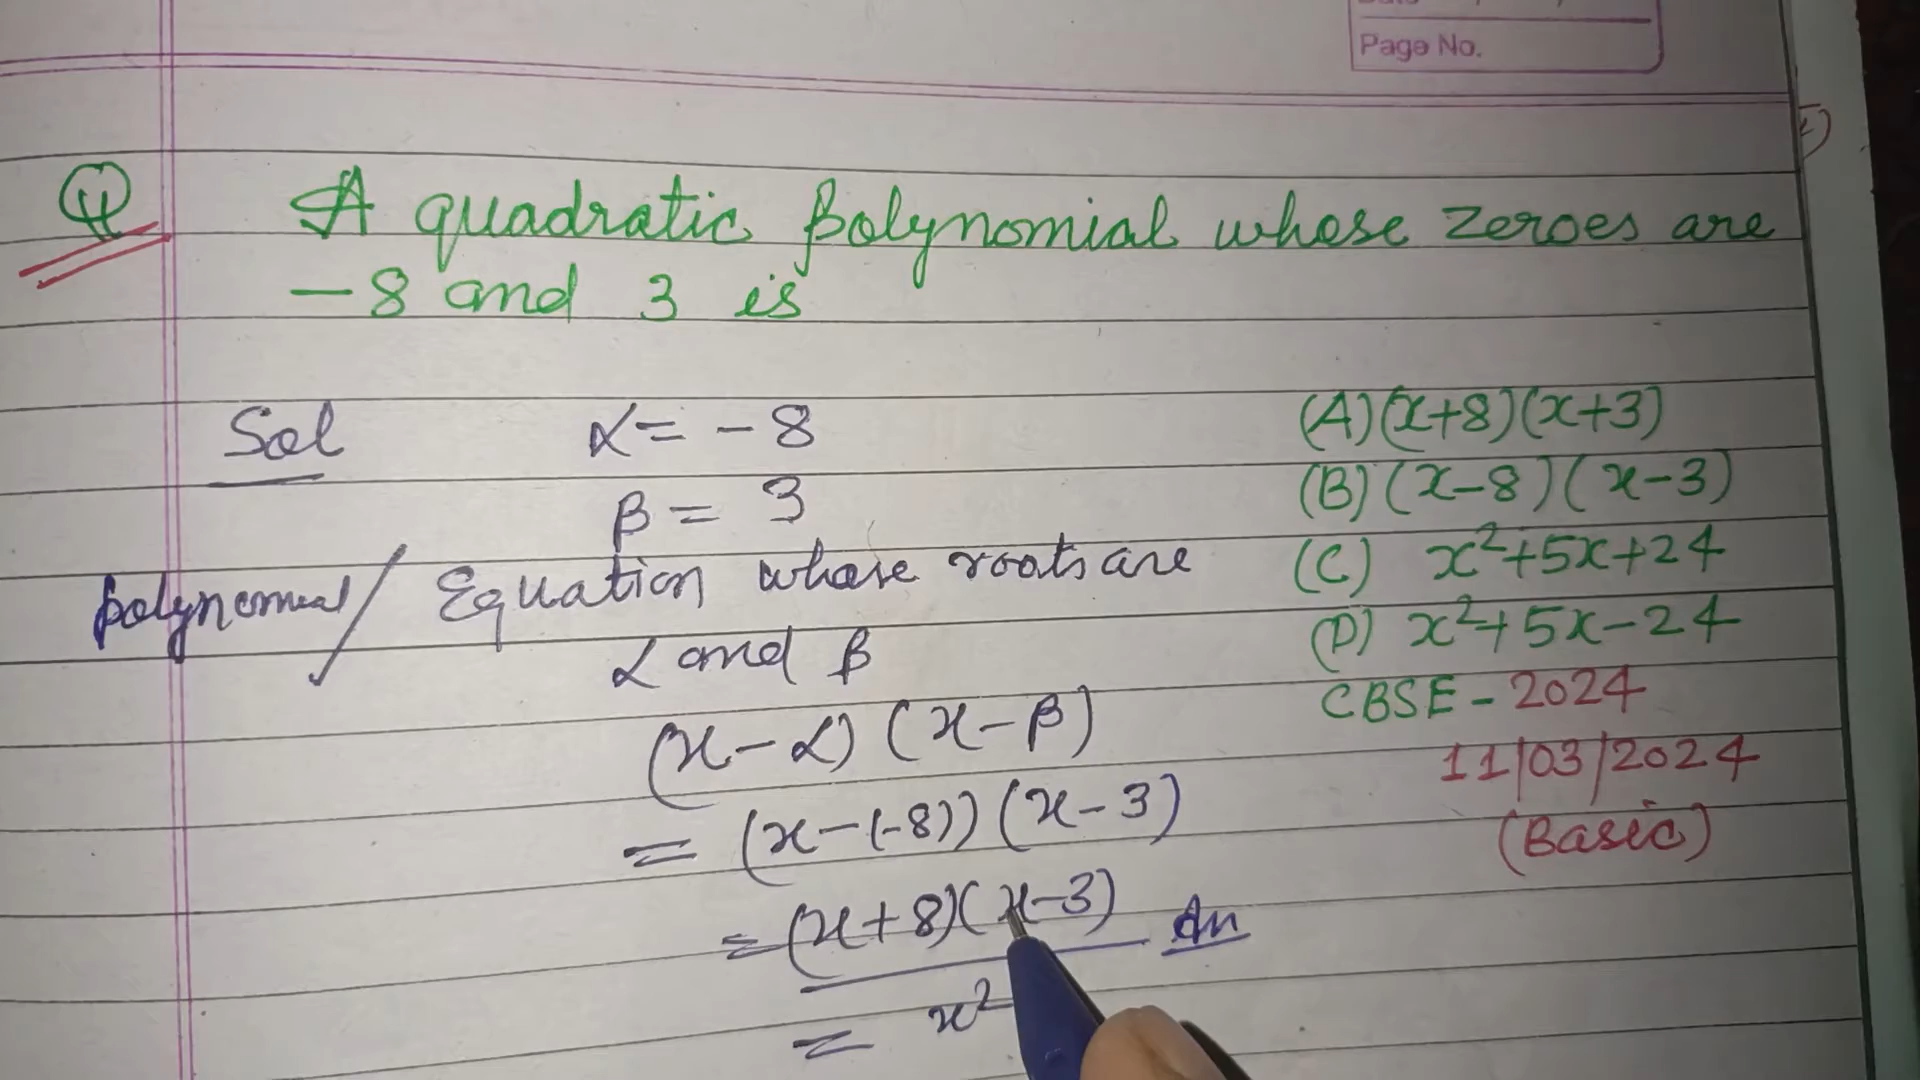 Page No.
Q A quadratic polynomial whose zeroes are
-8 and 3 is
Sol α = -8
β = 3
polynomial / Equation whose roots are
α and β
(x-α) (x-β)
= (x-(-8)) (x-3)
= (x+8)(x-3) An
= x²
(A) (x+8)(x+3)
(B) (x-8) (x-3)
(C) x²+5x+24
(D) x²+5x-24
CBSE - 2024
11/03/2024
(Basic)